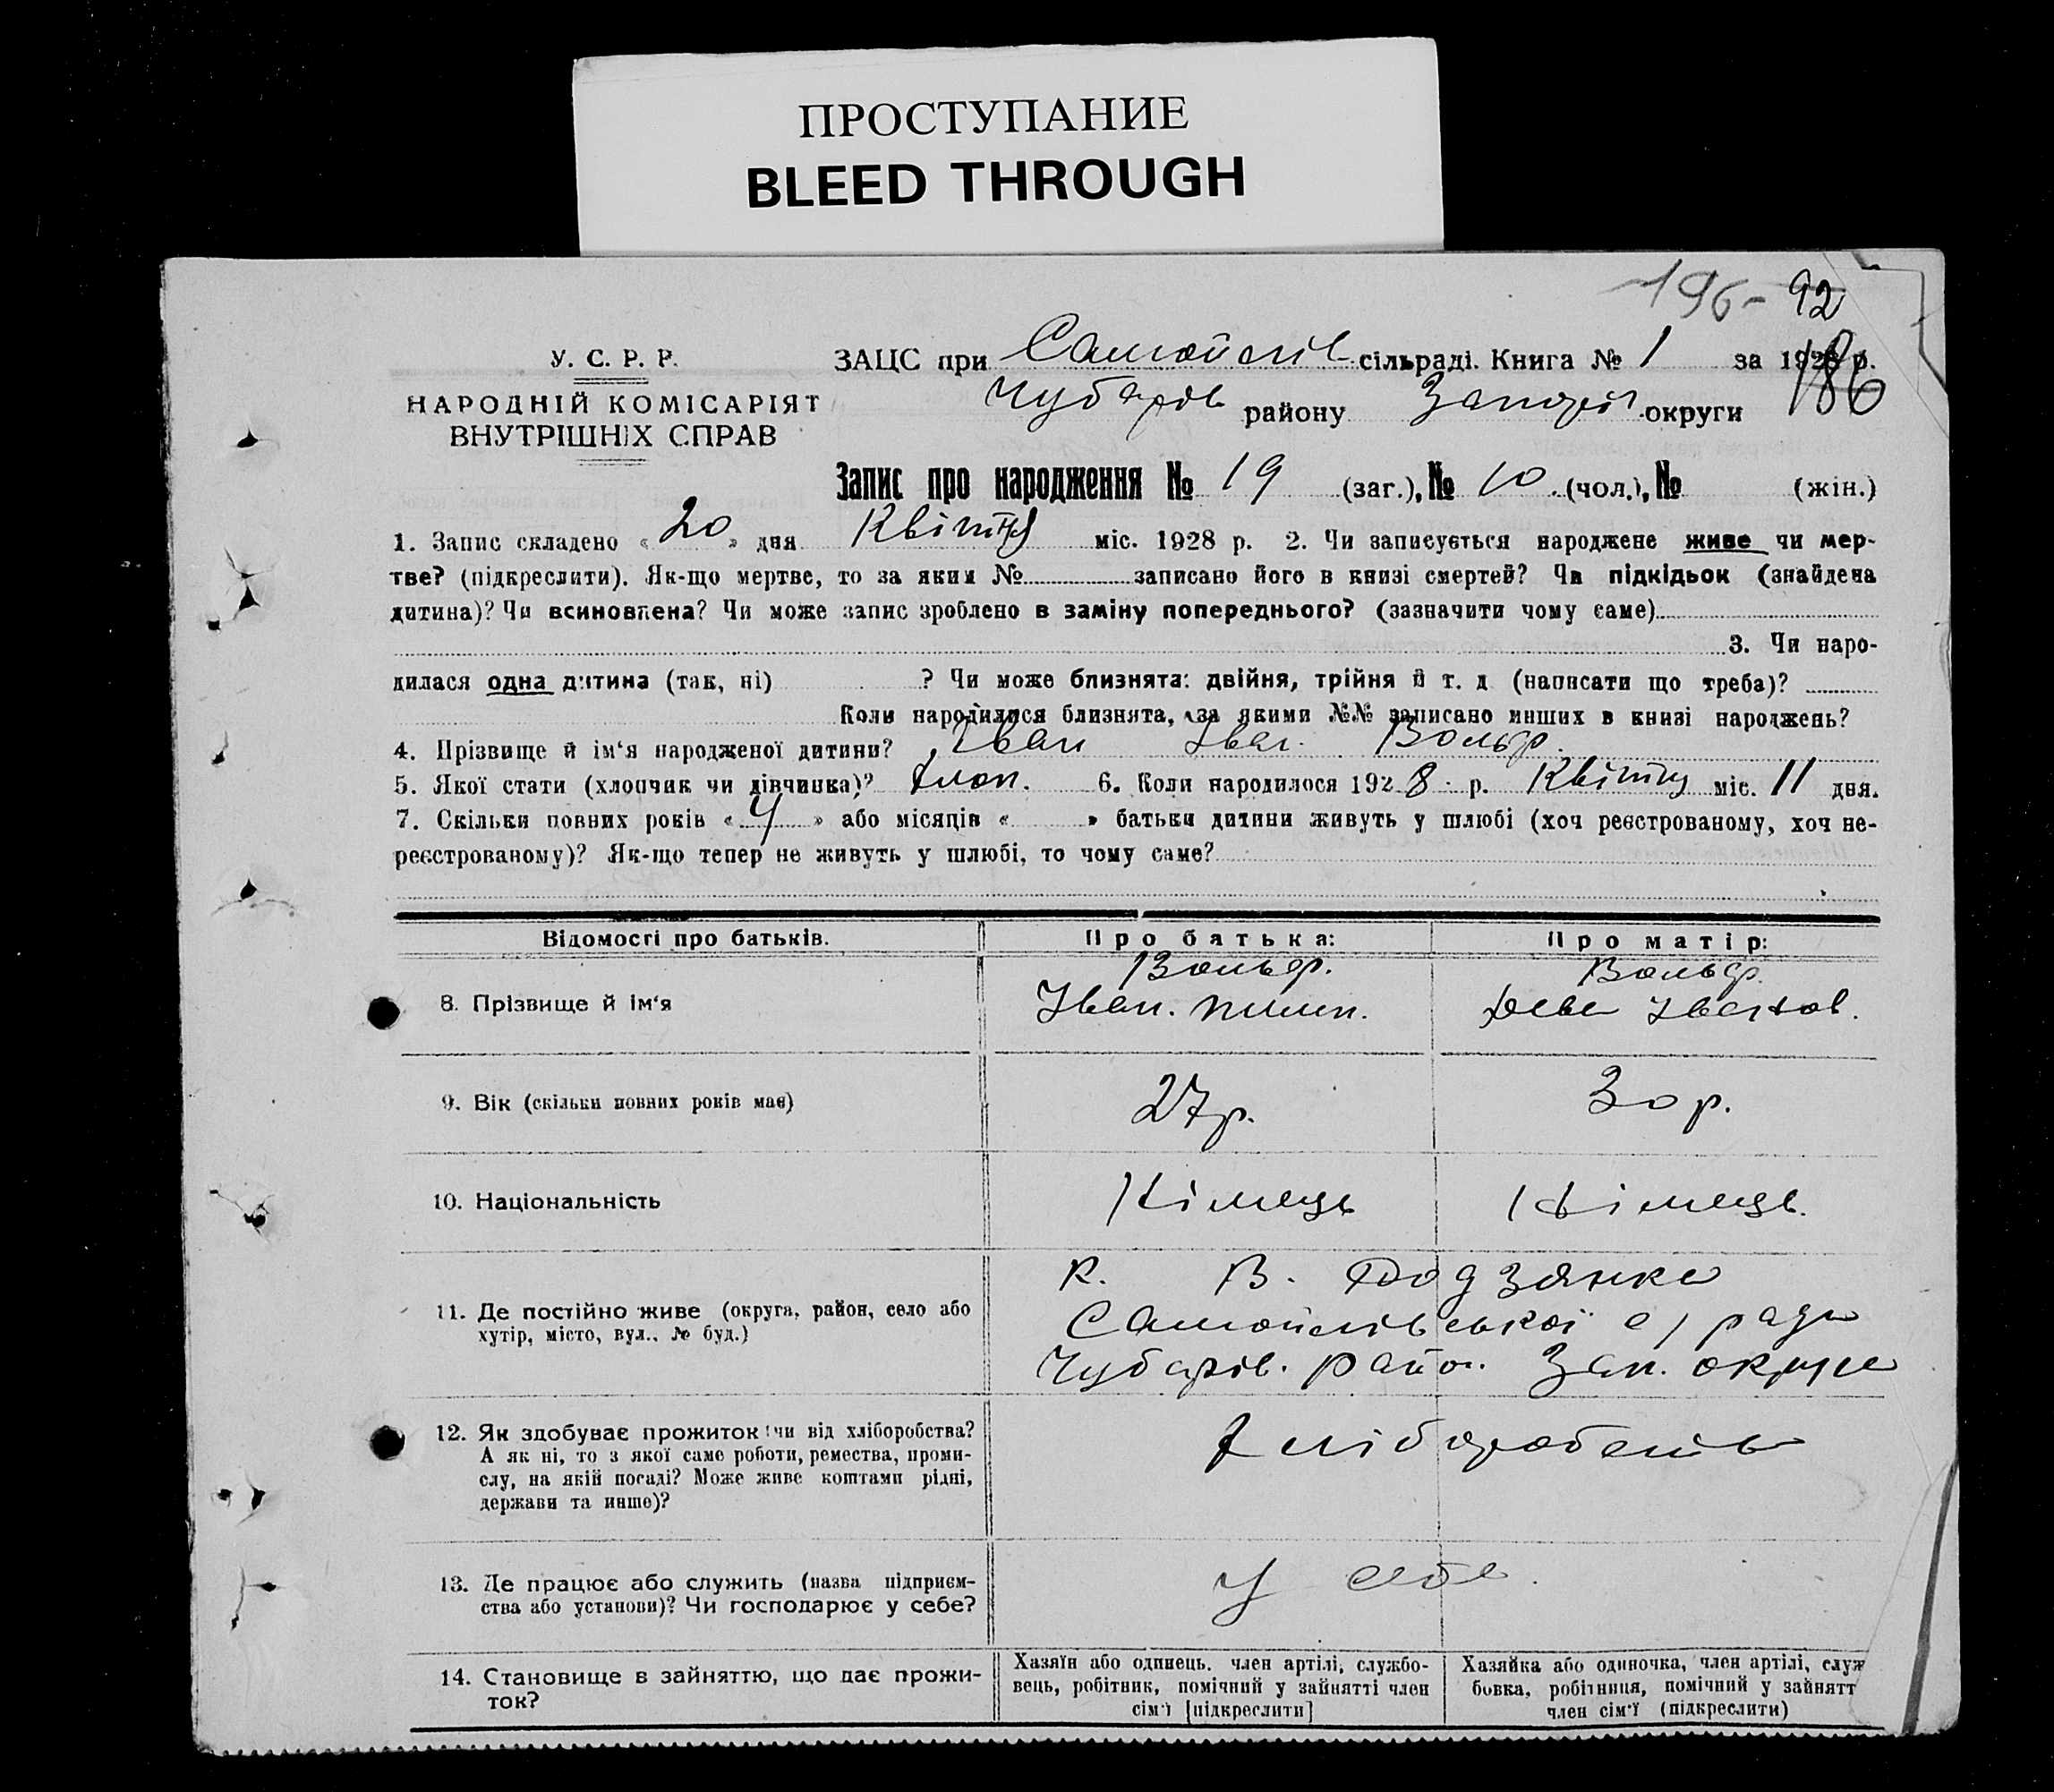 ПРОСТУПАНИЕ
BLEED THROUGH
196- 92
У. С. Р. Р.
НАРОДНІЙ КОМІСАРІЯТ
ВНУТРІШНІХ СПРАВ
ЗАЦС при Самойлів сільраді. Книга № 1 за 1928 р.
186
Чубарів району Запоріз округи
Запис про народження № 19 (заг.), № 10 (чол.), № (жін.)
1. Запис складено « 20 » дня Квітня міс. 1928 р. 2. Чи записується народжене живе чи мер-
тве? (підкреслити). Як-що мертве, то за яким № записано його в книзі смертей? Чи підкідьок (знайдена
дитина)? Чи всиновлена? Чи може запис зроблено в заміну попереднього? (зазначити чому саме)
3. Чи наро-
дилася одна дитина (так, ні) ? Чи може близнята: двійня, трійня й т. д (написати що треба)?
Коли народилися близнята, за якими №№ записано инших в книзі народжень?
4. Прізвище й ім‘я народженої дитини? Іван Іван. Вольф.
5. Якої статі (хлопчик чи дівчинка)? Хлоп. 6. Коли народилося 1928 р. Квітня міс. 11 дня.
7. Скільки повних років « 4 » або місяців « » батьки дитини живуть у шлюбі (хоч реєстрованому, хоч не-
реєстрованому)? Як-що тепер не живуть у шлюбі, то чому саме?
Відомості про батьків. Про батька: Про матір:
8. Прізвище й ім‘я
Вольф.
Іван. Пилип.
Вольф.
Іванов.
9. Вік (скільки повних років має) 27 р. 30 р.
10. Національність Німець Німець.
11. Де постійно живе (округа, район, село або
хутір, місто, вул., № буд.)
К. В. Родзянка
Самойлівської с/ради
Чубарів. район. Зап. округи
12. Як здобуває прожиток: чи від хліборобства?
А як ні, то з якої саме роботи, ремества, проми-
слу, на якій посаді? Може живе коштами рідні,
держави та инше)?
Хліборобець
13. Де працює або служить (назва підприєм-
ства або установи)? Чи господарює у себе?
У себе.
14. Становище в зайняттю, що дає прожи-
ток?
Хазяїн або одинець, член артілі, службо-
вець, робітник, помічний у зайнятті член
сім‘ї [підкреслити]
Хазяйка або одиночка, член артілі, служ
бовка, робітниця, помічний у зайнятт
член сім‘ї (підкреслити)